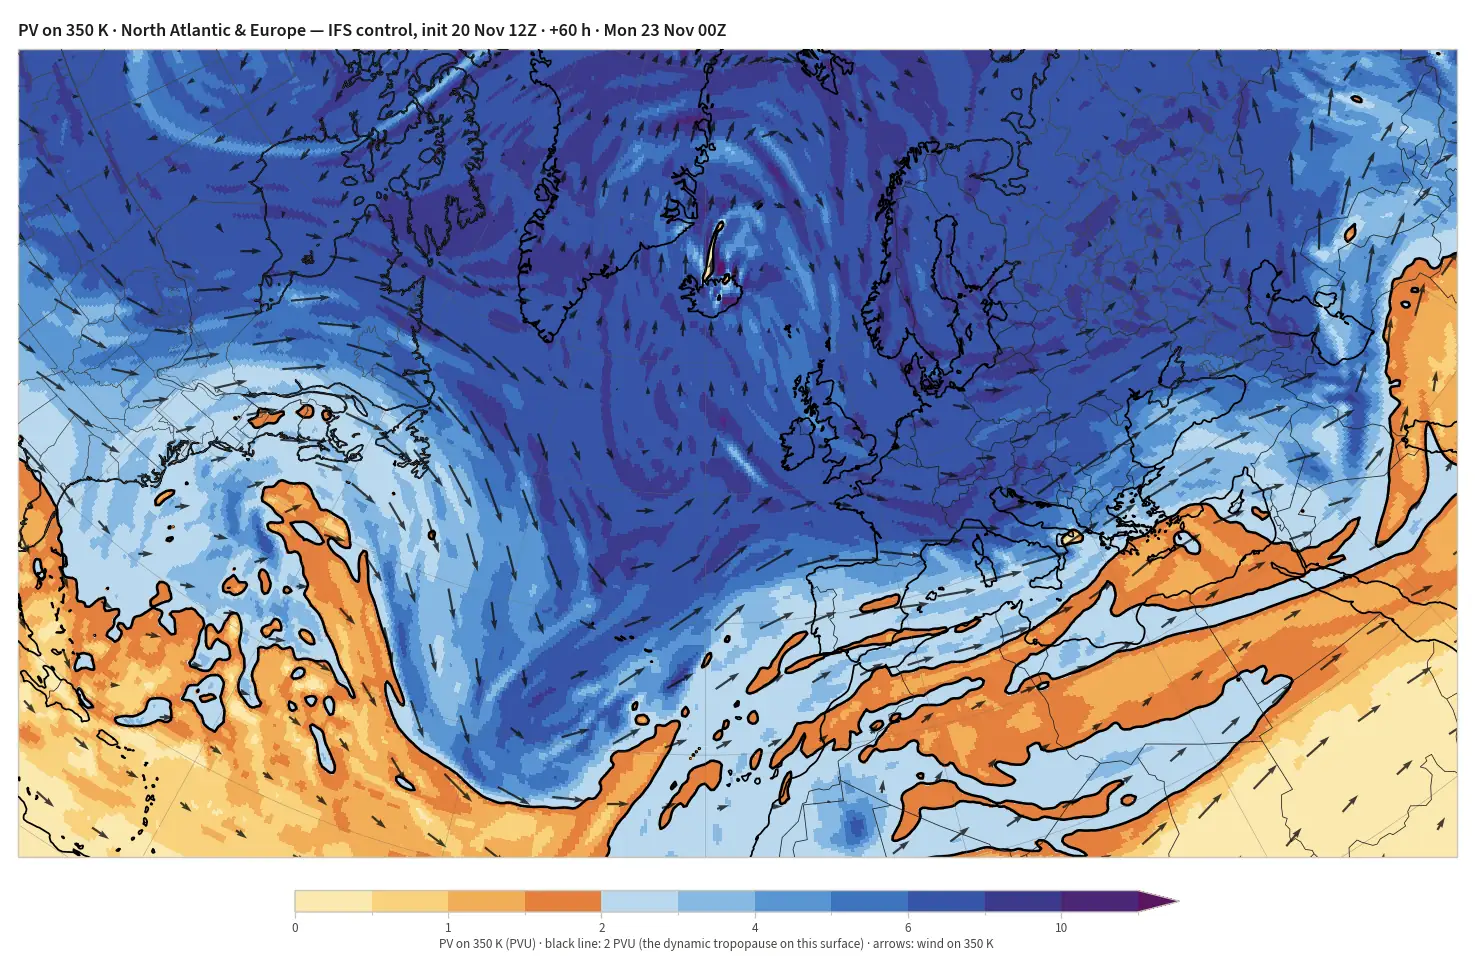 PV on 350 K · North Atlantic & Europe — IFS control, init 20 Nov 12Z · +60 h · Mon 23 Nov 00Z
0 1 2 4 6 10
PV on 350 K (PVU) · black line: 2 PVU (the dynamic tropopause on this surface) · arrows: wind on 350 K